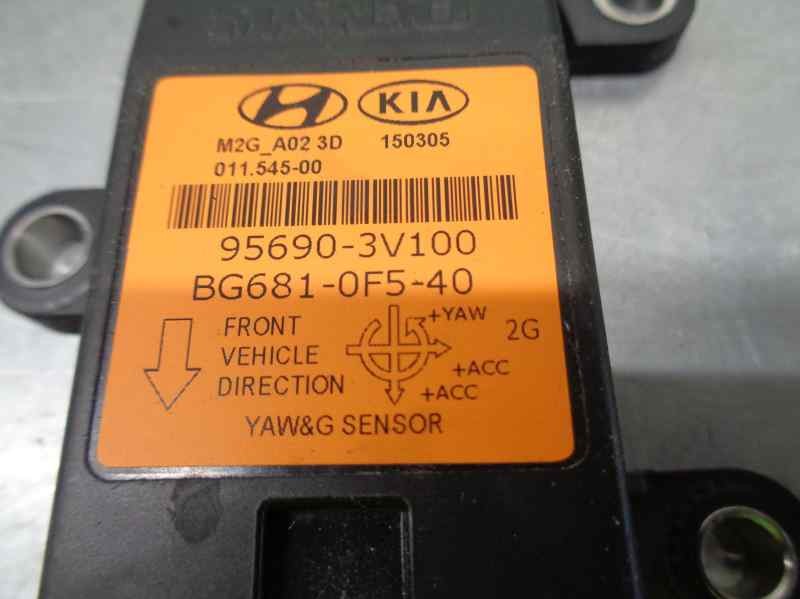 KIA
M2G_A02 3D 150305
011.545-00
95690-3V100
BG681-0F5-40
FRONT
VEHICLE
DIRECTION
+YAW
2G
+ACC
+ACC
YAW&G SENSOR